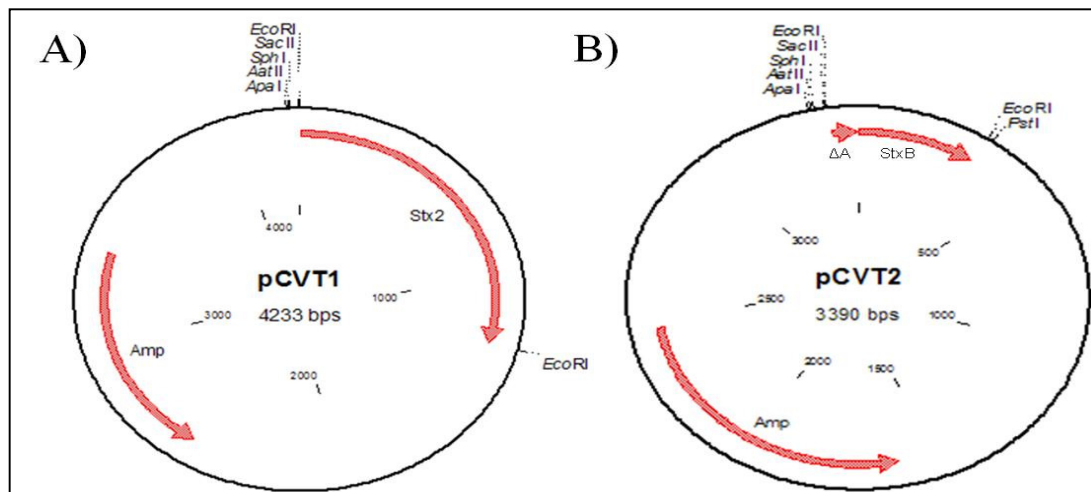 A)
EcoRI
SacII
SphI
AatII
ApaI
Stx2
4000
pCVT1
4233 bps
1000
3000
Amp
2000
EcoRI
B)
EcoRI
SacII
SphI
AatII
ApaI
EcoRI
PstI
ΔA
StxB
3000
500
pCVT2
3390 bps
2500
1000
2000
1500
Amp